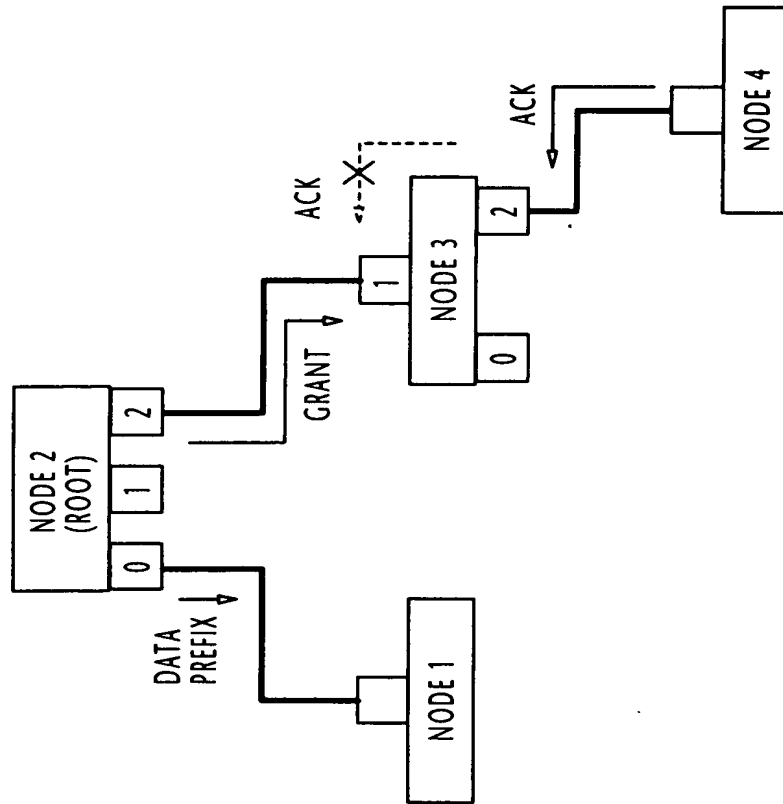 NODE 2
(ROOT)
0
1
2
DATA
PREFIX
GRANT
ACK
1
NODE 3
0
2
ACK
NODE 1
NODE 4